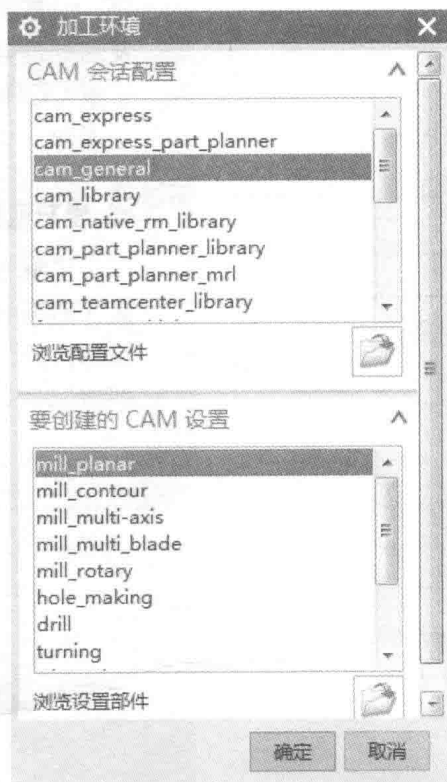 加工环境
CAM 会话配置
cam_express
cam_express_part_planner
cam_general
cam_library
cam_native_rm_library
cam_part_planner_library
cam_part_planner_mrl
cam_teamcenter_library
浏览配置文件
要创建的 CAM 设置
mill_planar
mill_contour
mill_multi-axis
mill_multi_blade
mill_rotary
hole_making
drill
turning
浏览设置部件
确定 取消